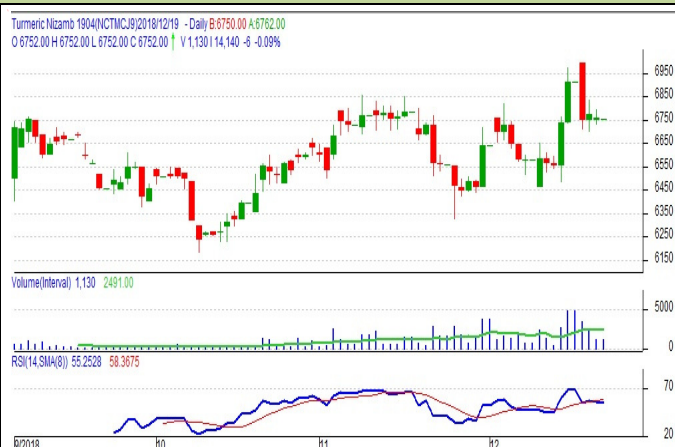 Turmeric Nizamb 1904(NCTMCJ9)2018/12/19 - Daily B:6750.00 A:6762.00
O 6752.00 H 6752.00 L 6752.00 C 6752.00 V 1,130 I 14,140 -6 -0.09%
6950
6850
6750
6650
6550
6450
6350
6250
6150
Volume(Interval) 1,130 2491.00
5000
0
RSI(14,SMA(8)) 55.2528 58.3675
70
20
9/2018 10 11 12